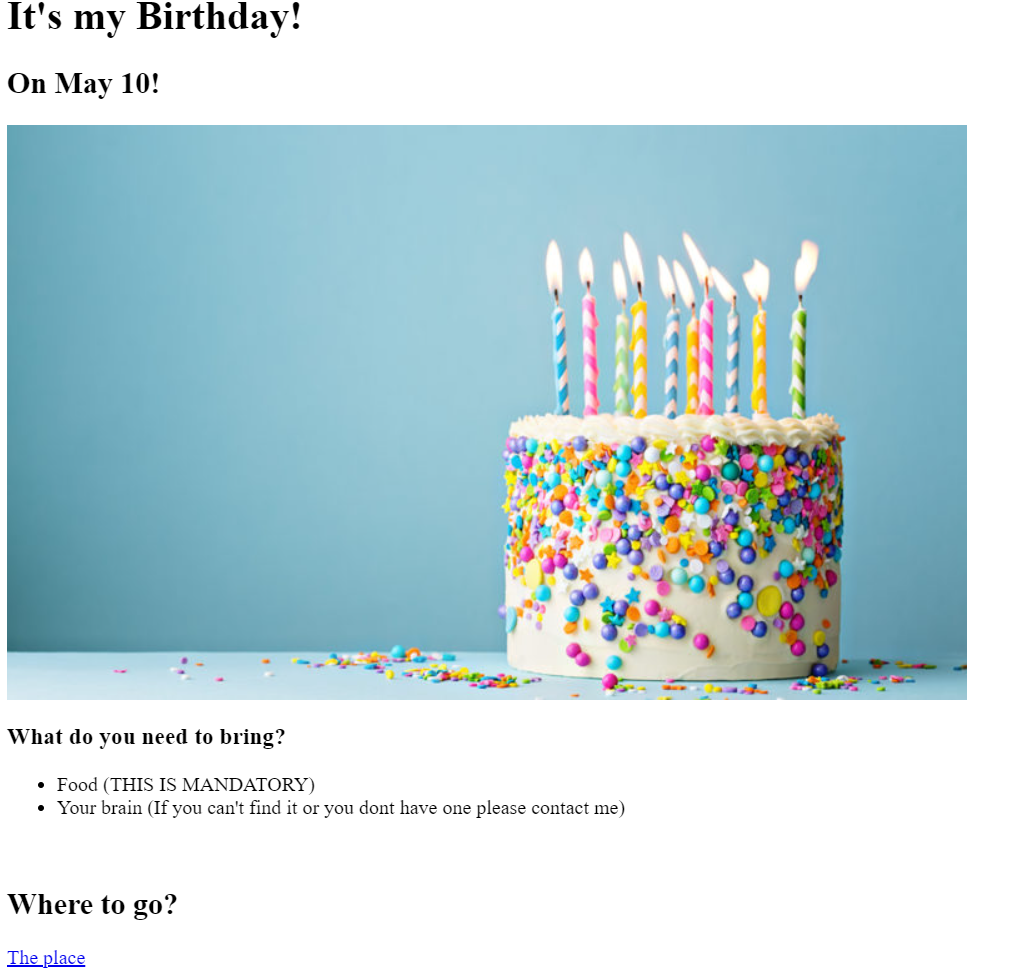 It's my Birthday!
On May 10!
What do you need to bring?
Food (THIS IS MANDATORY)
Your brain (If you can't find it or you dont have one please contact me)
Where to go?
The place